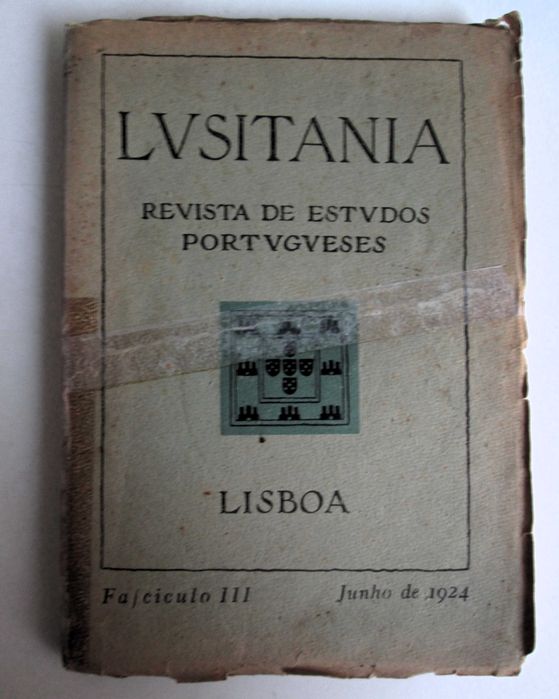 LVSITANIA
REVISTA DE ESTVDOS
PORTVGVESES
LISBOA
Faſciculo III Junho de 1924